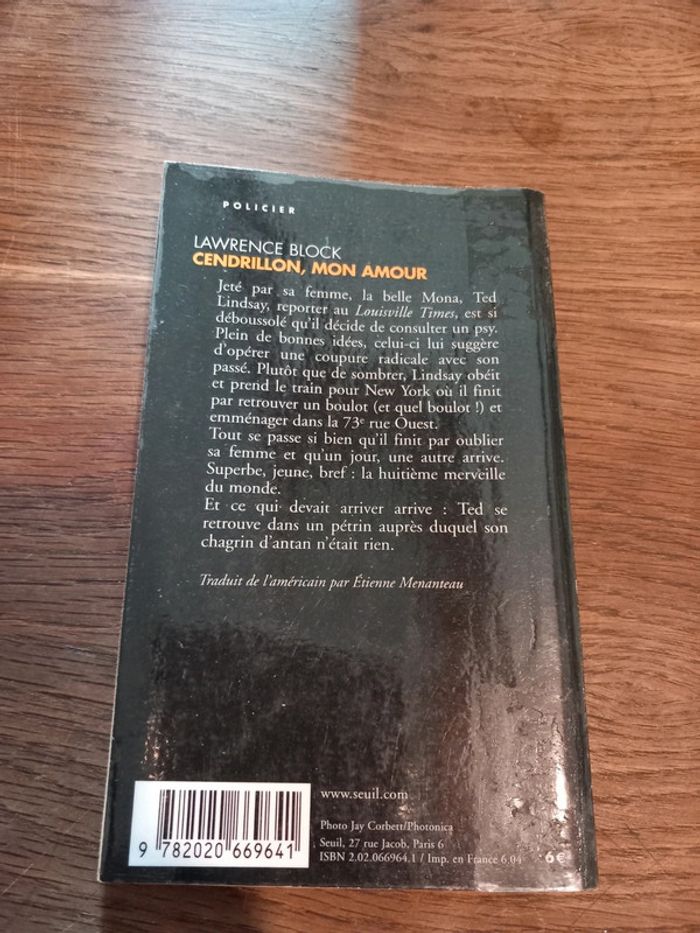 POLICIER
LAWRENCE BLOCK
CENDRILLON, MON AMOUR
Jeté par sa femme, la belle Mona, Ted
Lindsay, reporter au Louisville Times, est si
déboussolé qu'il décide de consulter un psy.
Plein de bonnes idées, celui-ci lui suggère
d'opérer une coupure radicale avec son
passé. Plutôt que de sombrer, Lindsay obéit
et prend le train pour New York où il finit
par retrouver un boulot (et quel boulot !) et
emménager dans la 73e rue Ouest.
Tout se passe si bien qu'il finit par oublier
sa femme et qu'un jour, une autre arrive.
Superbe, jeune, bref : la huitième merveille
du monde.
Et ce qui devait arriver arrive : Ted se
retrouve dans un pétrin auprès duquel son
chagrin d'antan n'était rien.
Traduit de l'américain par Étienne Menanteau
www.seuil.com
Photo Jay Corbett/Photonica
Seuil, 27 rue Jacob, Paris 6
ISBN 2.02.066964.1 / Imp. en France 6.04
6€
9 782020 669641